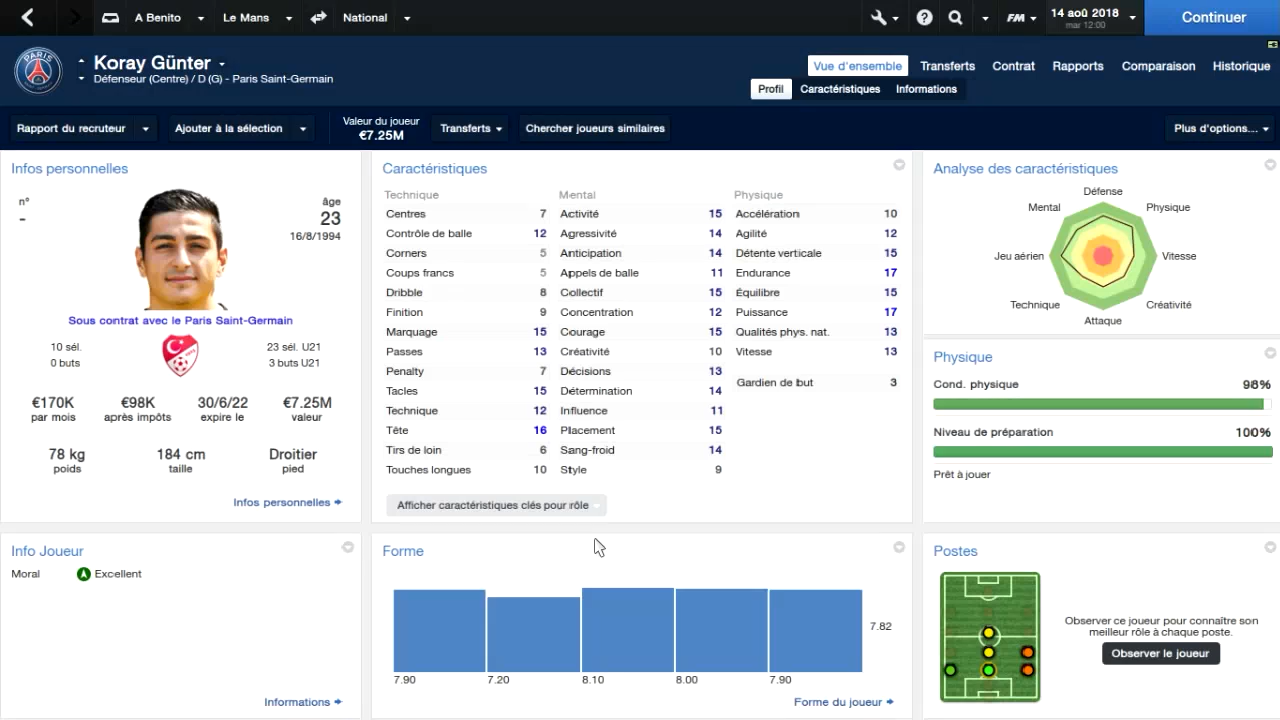 A Benito
Le Mans
National
FM
14 aoû 2018
mar 12:00
Continuer
PARIS
Koray Günter
Défenseur (Centre) / D (G) - Paris Saint-Germain
Vue d'ensemble
Transferts
Contrat
Rapports
Comparaison
Historique
Profil
Caractéristiques
Informations
Rapport du recruteur
Ajouter à la sélection
Valeur du joueur
€7.25M
Transferts
Chercher joueurs similaires
Plus d'options...
Infos personnelles
n°
-
âge
23
16/8/1994
Sous contrat avec le Paris Saint-Germain
10 sél.
0 buts
23 sél. U21
3 buts U21
€170K
par mois
€98K
après impôts
30/6/22
expire le
€7.25M
valeur
78 kg
poids
184 cm
taille
Droitier
pied
Infos personnelles
Caractéristiques
Technique
Centres 7
Contrôle de balle 12
Corners 5
Coups francs 5
Dribble 8
Finition 9
Marquage 15
Passes 13
Penalty 7
Tacles 15
Technique 12
Tête 16
Tirs de loin 6
Touches longues 10
Mental
Activité 15
Agressivité 14
Anticipation 14
Appels de balle 11
Collectif 15
Concentration 12
Courage 15
Créativité 10
Décisions 13
Détermination 14
Influence 11
Placement 15
Sang-froid 14
Style 9
Physique
Accélération 10
Agilité 12
Détente verticale 15
Endurance 17
Équilibre 15
Puissance 17
Qualités phys. nat. 13
Vitesse 13
Gardien de but 3
Afficher caractéristiques clés pour rôle
Analyse des caractéristiques
Défense
Mental
Physique
Jeu aérien
Vitesse
Technique
Créativité
Attaque
Physique
Cond. physique 98%
Niveau de préparation 100%
Prêt à jouer
Info Joueur
Moral Excellent
Informations
Forme
7.82
7.90 7.20 8.10 8.00 7.90
Forme du joueur
Postes
Observer ce joueur pour connaître son
meilleur rôle à chaque poste.
Observer le joueur